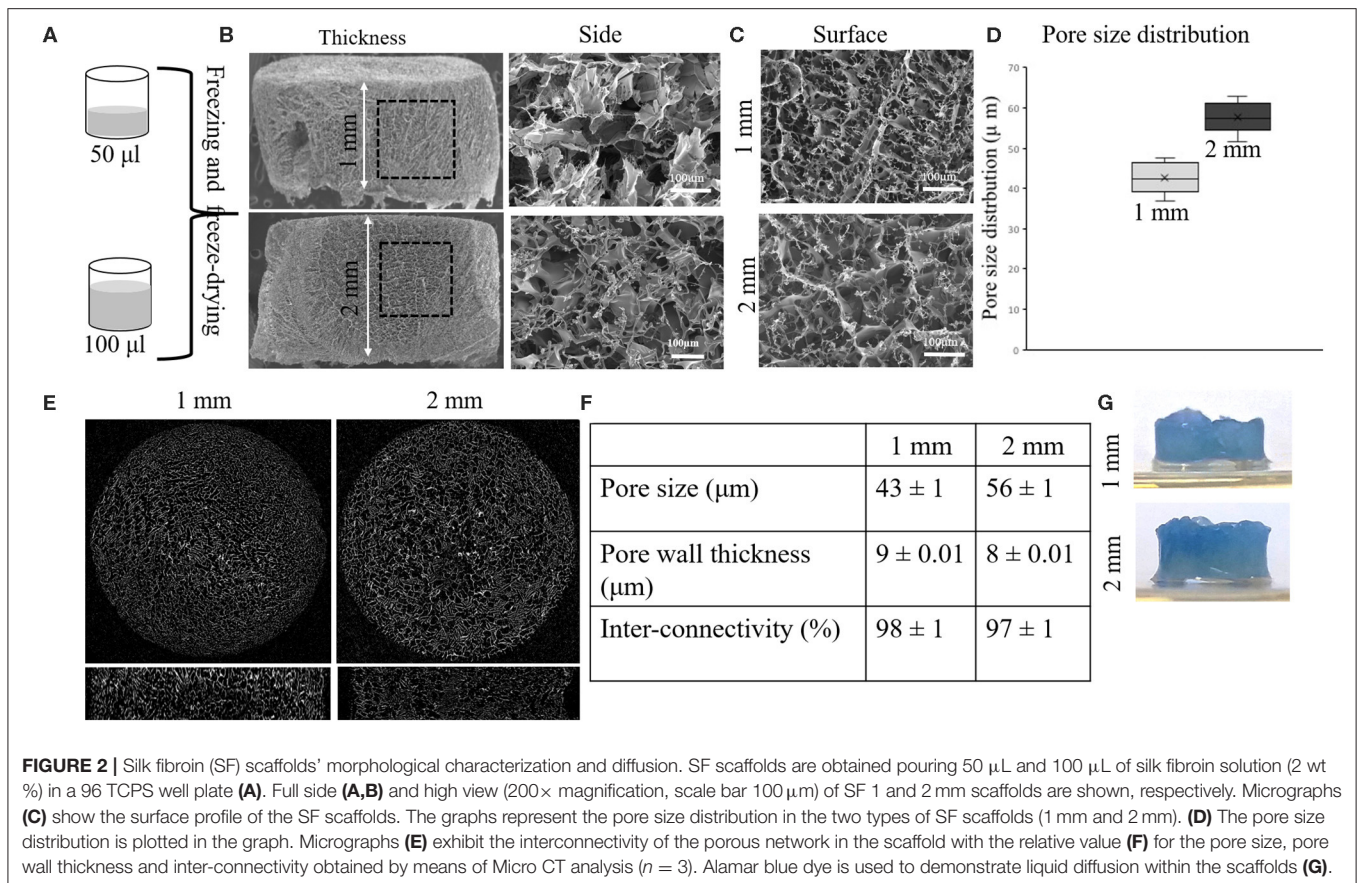 A
50 μl
100 μl
Freezing and freeze-drying
B
Thickness
Side
1 mm
100μm
2 mm
100μm
C
Surface
1 mm
100μm
2 mm
100μm
D
Pore size distribution
Pore size distribution (μ m)
70
60
50
40
30
20
10
0
1 mm
2 mm
E
1 mm
2 mm
F
1 mm
2 mm
Pore size (μm)
43 ± 1
56 ± 1
Pore wall thickness
(μm)
9 ± 0.01
8 ± 0.01
Inter-connectivity (%)
98 ± 1
97 ± 1
G
1 mm
2 mm
FIGURE 2 | Silk fibroin (SF) scaffolds' morphological characterization and diffusion. SF scaffolds are obtained pouring 50 μL and 100 μL of silk fibroin solution (2 wt
%) in a 96 TCPS well plate (A). Full side (A,B) and high view (200× magnification, scale bar 100 μm) of SF 1 and 2 mm scaffolds are shown, respectively. Micrographs
(C) show the surface profile of the SF scaffolds. The graphs represent the pore size distribution in the two types of SF scaffolds (1 mm and 2 mm). (D) The pore size
distribution is plotted in the graph. Micrographs (E) exhibit the interconnectivity of the porous network in the scaffold with the relative value (F) for the pore size, pore
wall thickness and inter-connectivity obtained by means of Micro CT analysis (n = 3). Alamar blue dye is used to demonstrate liquid diffusion within the scaffolds (G).